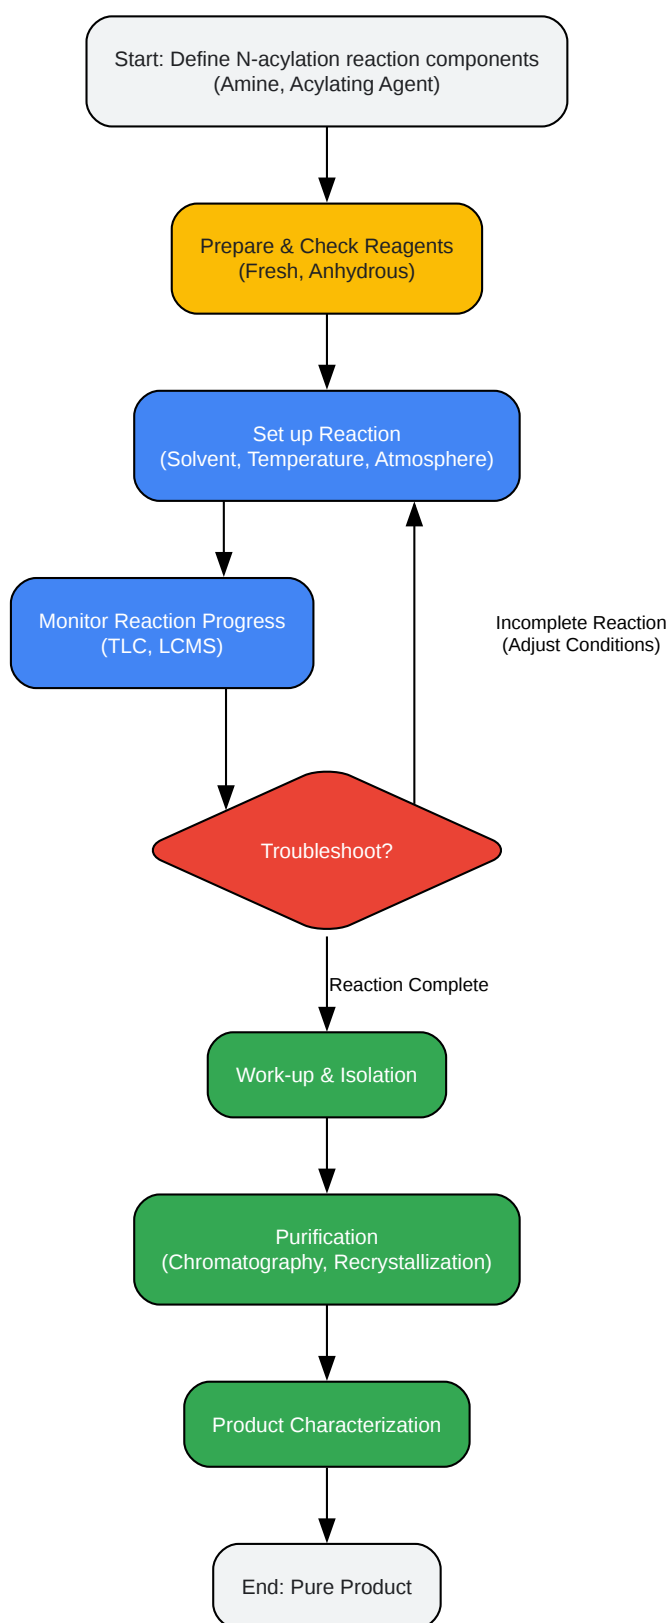 Start: Define N-acylation reaction components
(Amine, Acylating Agent)
Prepare & Check Reagents
(Fresh, Anhydrous)
Set up Reaction
(Solvent, Temperature, Atmosphere)
Monitor Reaction Progress
(TLC, LCMS)
Incomplete Reaction
(Adjust Conditions)
Troubleshoot?
Reaction Complete
Work-up & Isolation
Purification
(Chromatography, Recrystallization)
Product Characterization
End: Pure Product